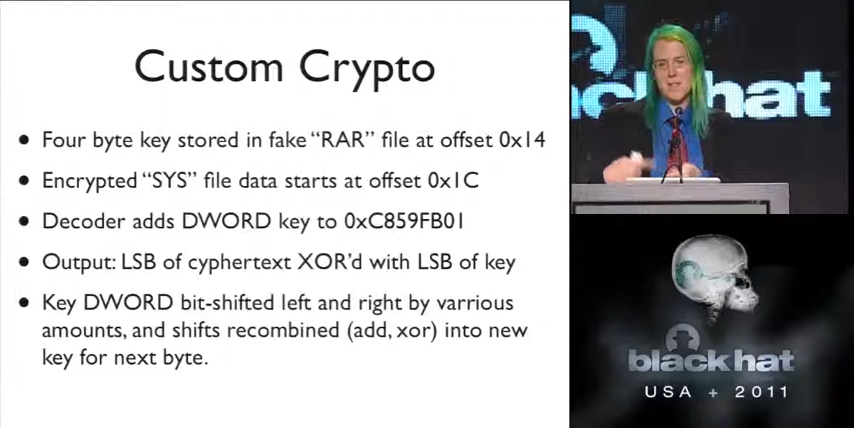 Custom Crypto
• Four byte key stored in fake “RAR” file at offset 0x14
• Encrypted “SYS” file data starts at offset 0x1C
• Decoder adds DWORD key to 0xC859FB01
• Output: LSB of cyphertext XOR'd with LSB of key
• Key DWORD bit-shifted left and right by varrious
amounts, and shifts recombined (add, xor) into new
key for next byte.
black hat
black hat
USA + 2011